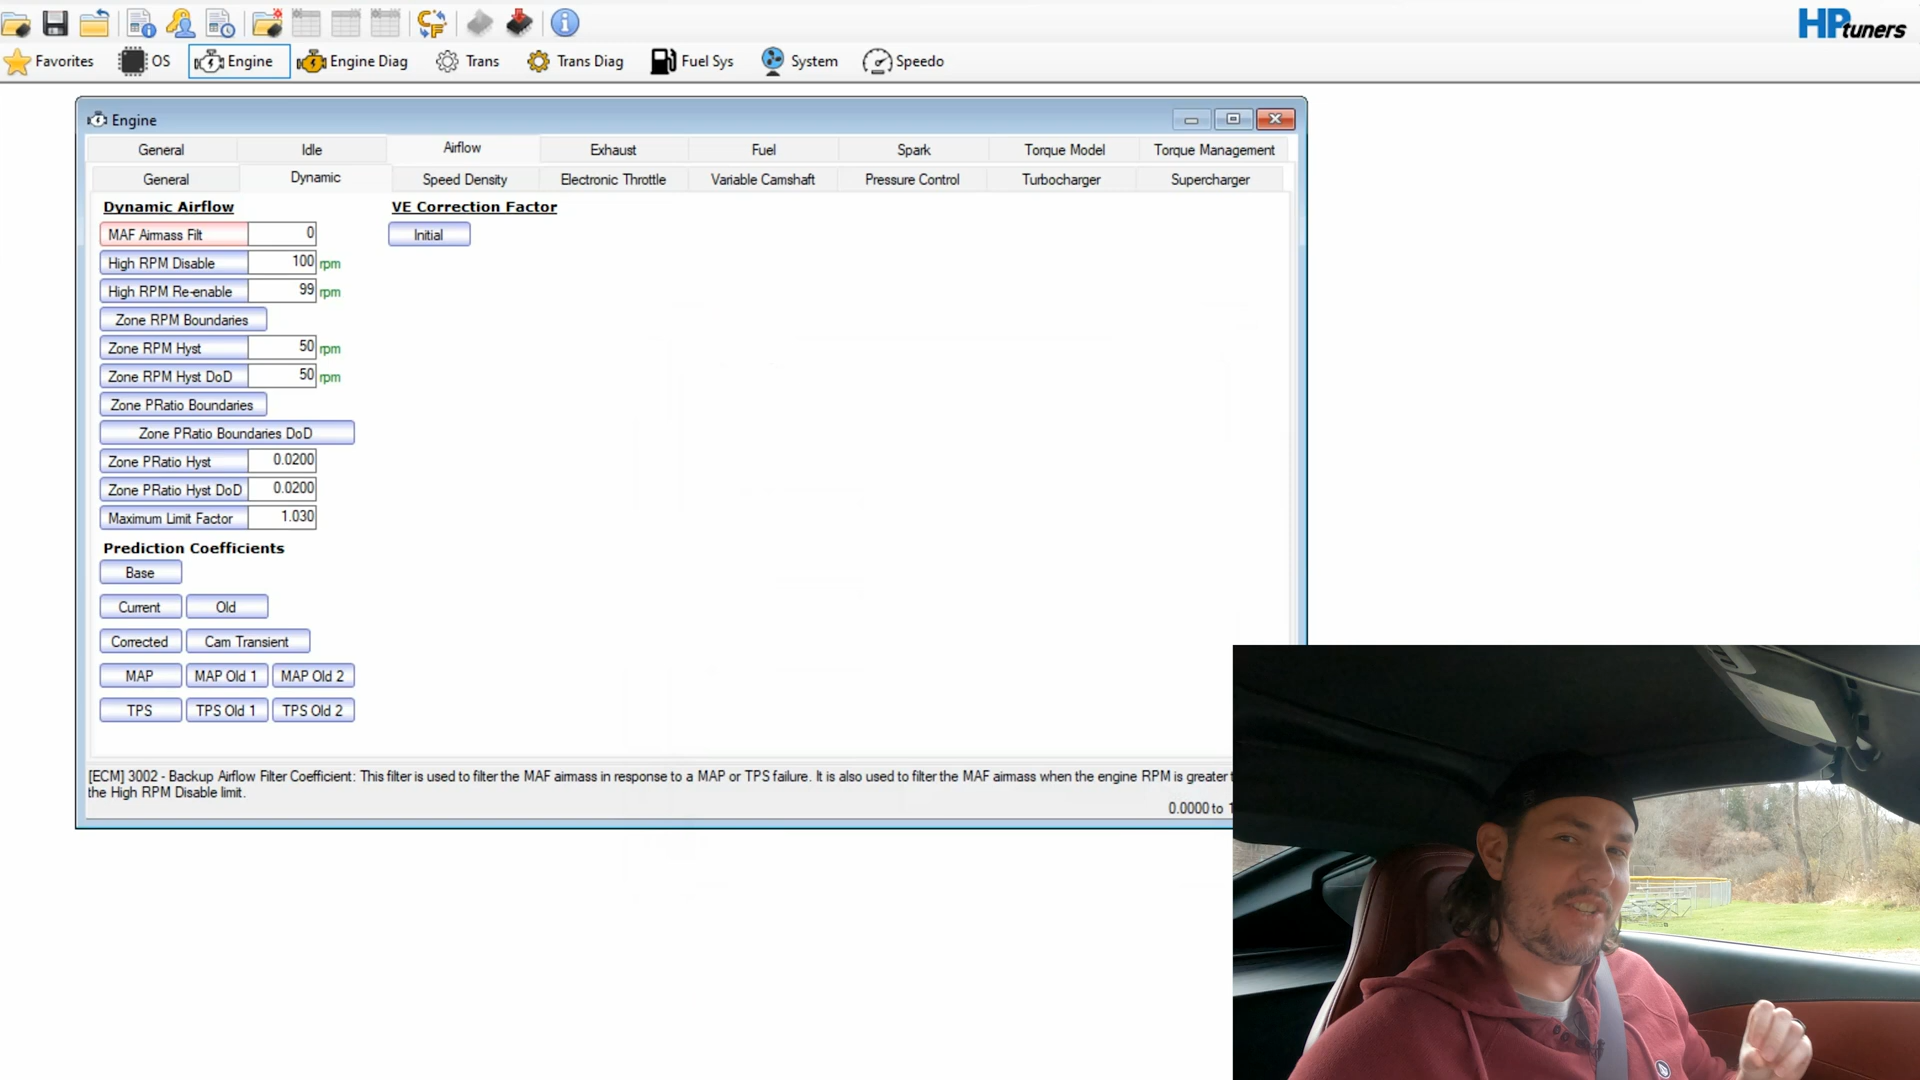 HP tuners
Favorites OS Engine Engine Diag Trans Trans Diag Fuel Sys System Speedo
Engine
General Idle Airflow Exhaust Fuel Spark Torque Model Torque Management
General Dynamic Speed Density Electronic Throttle Variable Camshaft Pressure Control Turbocharger Supercharger
Dynamic Airflow VE Correction Factor
MAF Airmass Filt 0 Initial
High RPM Disable 100 rpm
High RPM Re-enable 99 rpm
Zone RPM Boundaries
Zone RPM Hyst 50 rpm
Zone RPM Hyst DoD 50 rpm
Zone PRatio Boundaries
Zone PRatio Boundaries DoD
Zone PRatio Hyst 0.0200
Zone PRatio Hyst DoD 0.0200
Maximum Limit Factor 1.030
Prediction Coefficients
Base
Current Old
Corrected Cam Transient
MAP MAP Old 1 MAP Old 2
TPS TPS Old 1 TPS Old 2
[ECM] 3002 - Backup Airflow Filter Coefficient: This filter is used to filter the MAF airmass in response to a MAP or TPS failure. It is also used to filter the MAF airmass when the engine RPM is greater
the High RPM Disable limit.
0.0000 to